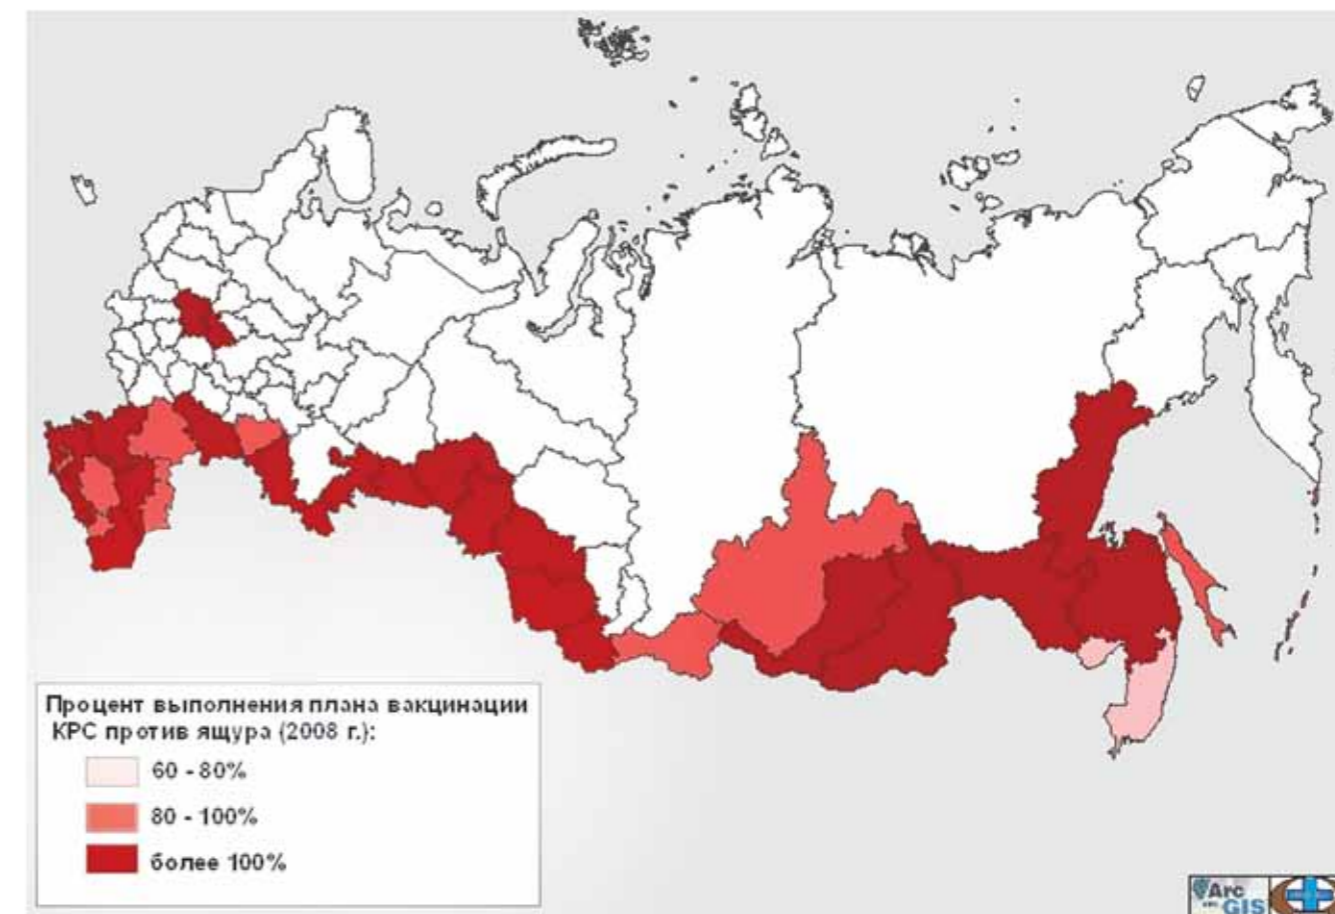 Процент выполнения плана вакцинации
КРС против ящура (2008 г.):
60 - 80%
80 - 100%
более 100%
Arc
GIS